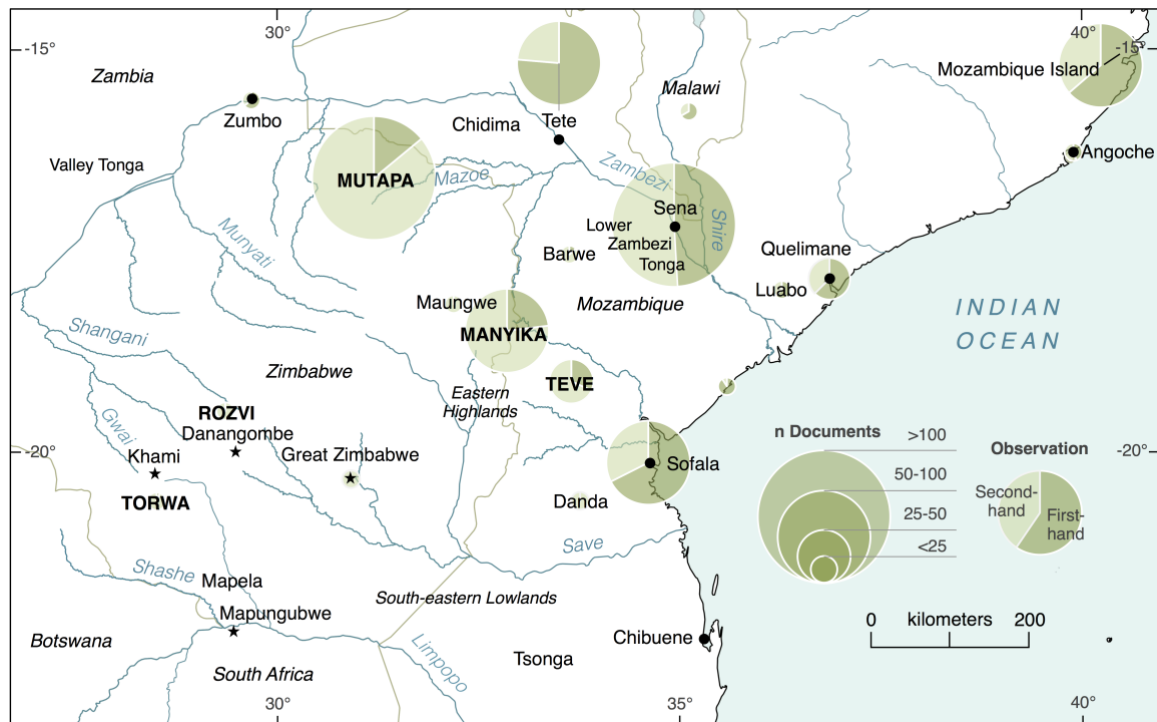 30°
40°
-15°
-15°
Zambia
Mozambique Island
Malawi
Zumbo
Chidima
Tete
Angoche
Valley Tonga
MUTAPA
Mazoe
Zambezi
Sena
Shire
Lower
Zambezi
Tonga
Munyati
Barwe
Quelimane
Luabo
Maungwe
Mozambique
MANYIKA
INDIAN
OCEAN
Shangani
Zimbabwe
TEVE
Eastern
Highlands
ROZVI
Danangombe
Gwai
Khami
Great Zimbabwe
Sofala
TORWA
Danda
n Documents
>100
50-100
25-50
<25
Observation
Second-
hand
First-
hand
-20°
-20°
Save
Shashe
Mapela
Mapungubwe
South-eastern Lowlands
0 kilometers 200
Botswana
Chibuene
Limpopo
Tsonga
South Africa
30°
35°
40°